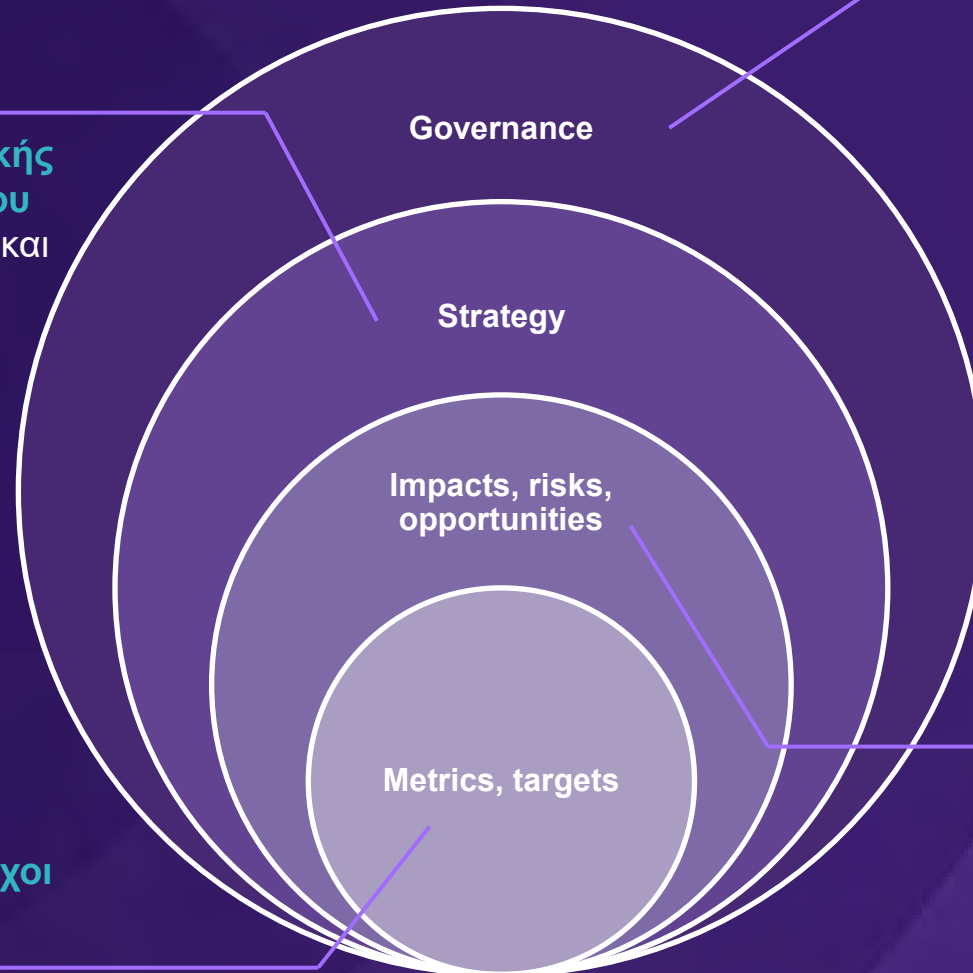 Governance
κής
ου
και
Strategy
Impacts, risks,
opportunities
Metrics, targets
χοι